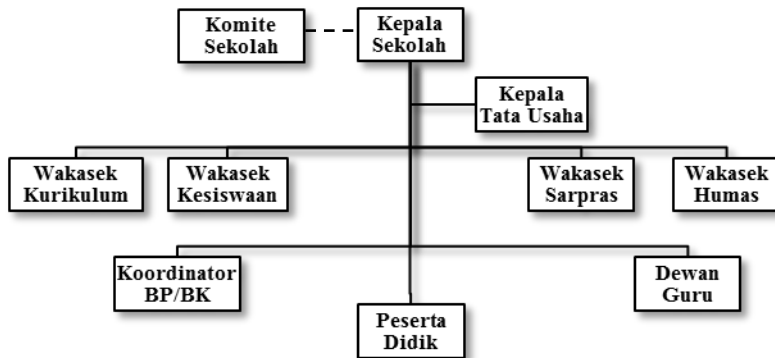 Komite
Sekolah
Kepala
Sekolah
Kepala
Tata Usaha
Wakasek
Kurikulum
Wakasek
Kesiswaan
Wakasek
Sarpras
Wakasek
Humas
Koordinator
BP/BK
Dewan
Guru
Peserta
Didik